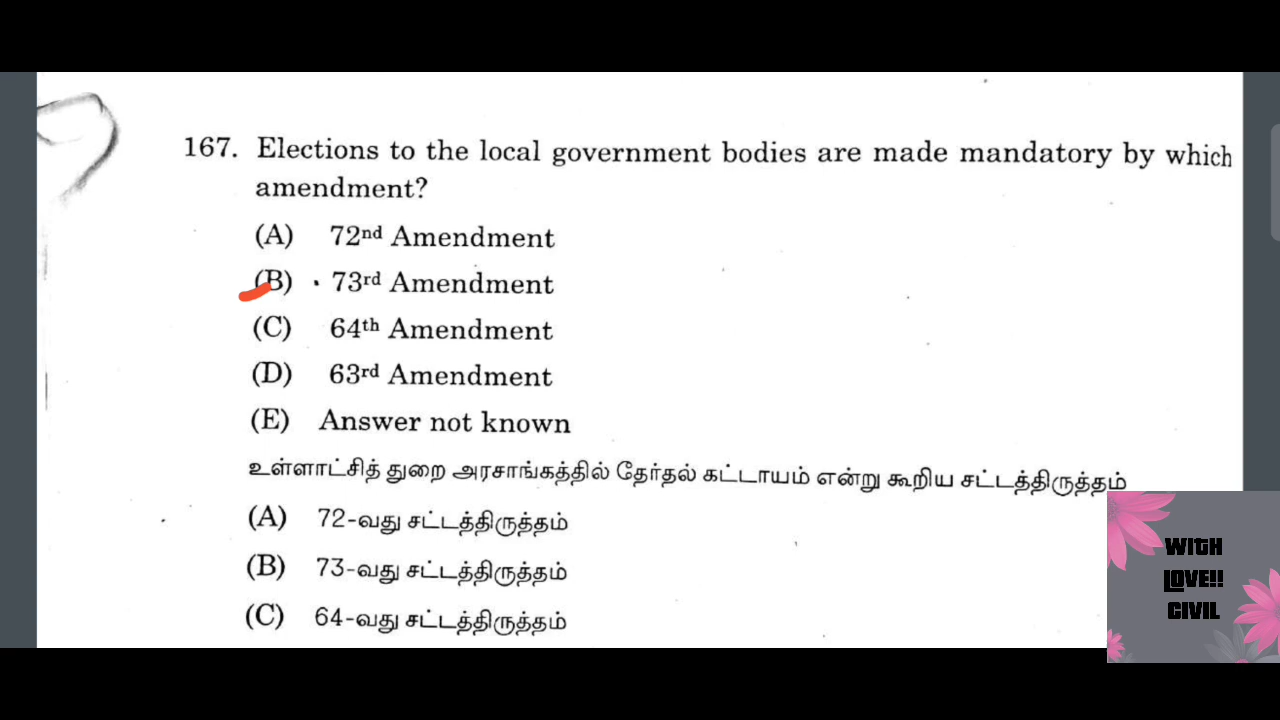 167. Elections to the local government bodies are made mandatory by which
amendment?
(A) 72nd Amendment
(B) 73rd Amendment
(C) 64th Amendment
(D) 63rd Amendment
(E) Answer not known
உள்ளாட்சித் துறை அரசாங்கத்தில் தேர்தல் கட்டாயம் என்று கூறிய சட்டத்திருத்தம்
(A) 72-வது சட்டத்திருத்தம்
(B) 73-வது சட்டத்திருத்தம்
(C) 64-வது சட்டத்திருத்தம்
WITH
LOVE!!
CIVIL